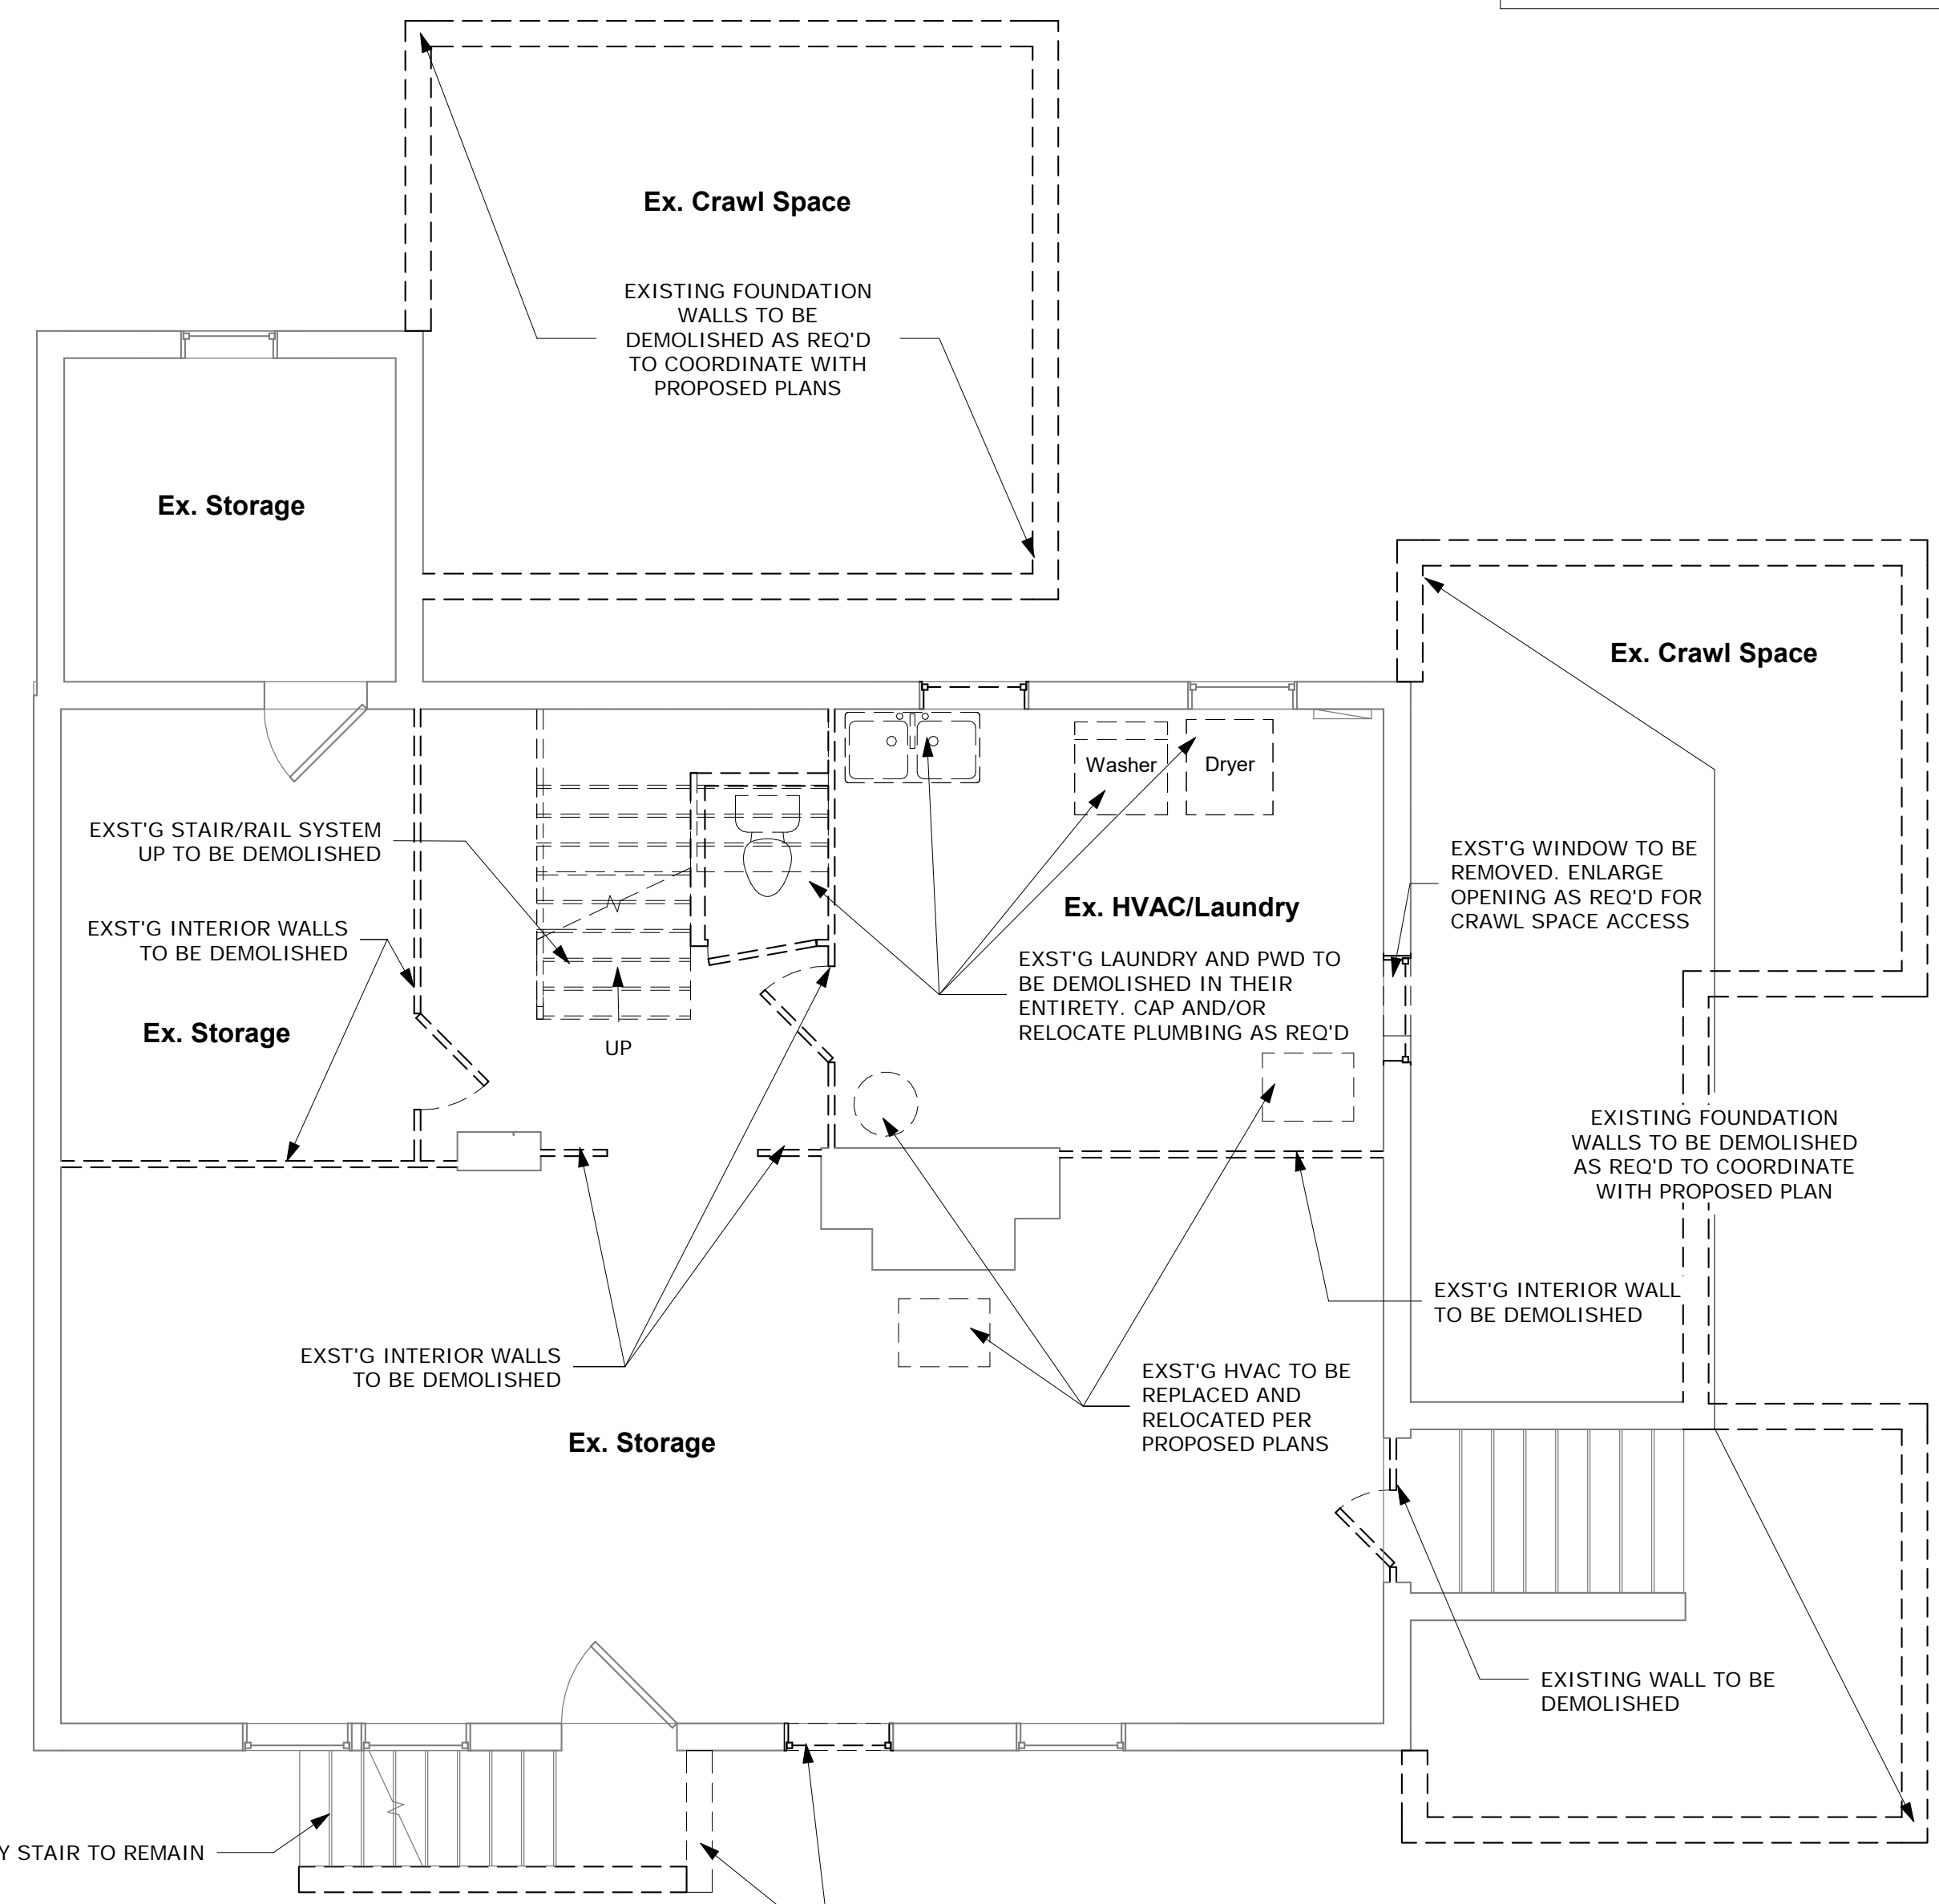 Ex. Crawl Space
EXISTING FOUNDATION
WALLS TO BE
DEMOLISHED AS REQ'D
TO COORDINATE WITH
PROPOSED PLANS
Ex. Storage
Ex. Crawl Space
Washer
Dryer
EXST'G STAIR/RAIL SYSTEM
UP TO BE DEMOLISHED
EXST'G WINDOW TO BE
REMOVED. ENLARGE
OPENING AS REQ'D FOR
CRAWL SPACE ACCESS
Ex. HVAC/Laundry
EXST'G INTERIOR WALLS
TO BE DEMOLISHED
EXST'G LAUNDRY AND PWD TO
BE DEMOLISHED IN THEIR
ENTIRETY. CAP AND/OR
RELOCATE PLUMBING AS REQ'D
Ex. Storage
UP
EXISTING FOUNDATION
WALLS TO BE DEMOLISHED
AS REQ'D TO COORDINATE
WITH PROPOSED PLAN
EXST'G INTERIOR WALL
TO BE DEMOLISHED
EXST'G INTERIOR WALLS
TO BE DEMOLISHED
EXST'G HVAC TO BE
REPLACED AND
RELOCATED PER
PROPOSED PLANS
Ex. Storage
EXISTING WALL TO BE
DEMOLISHED
Y STAIR TO REMAIN